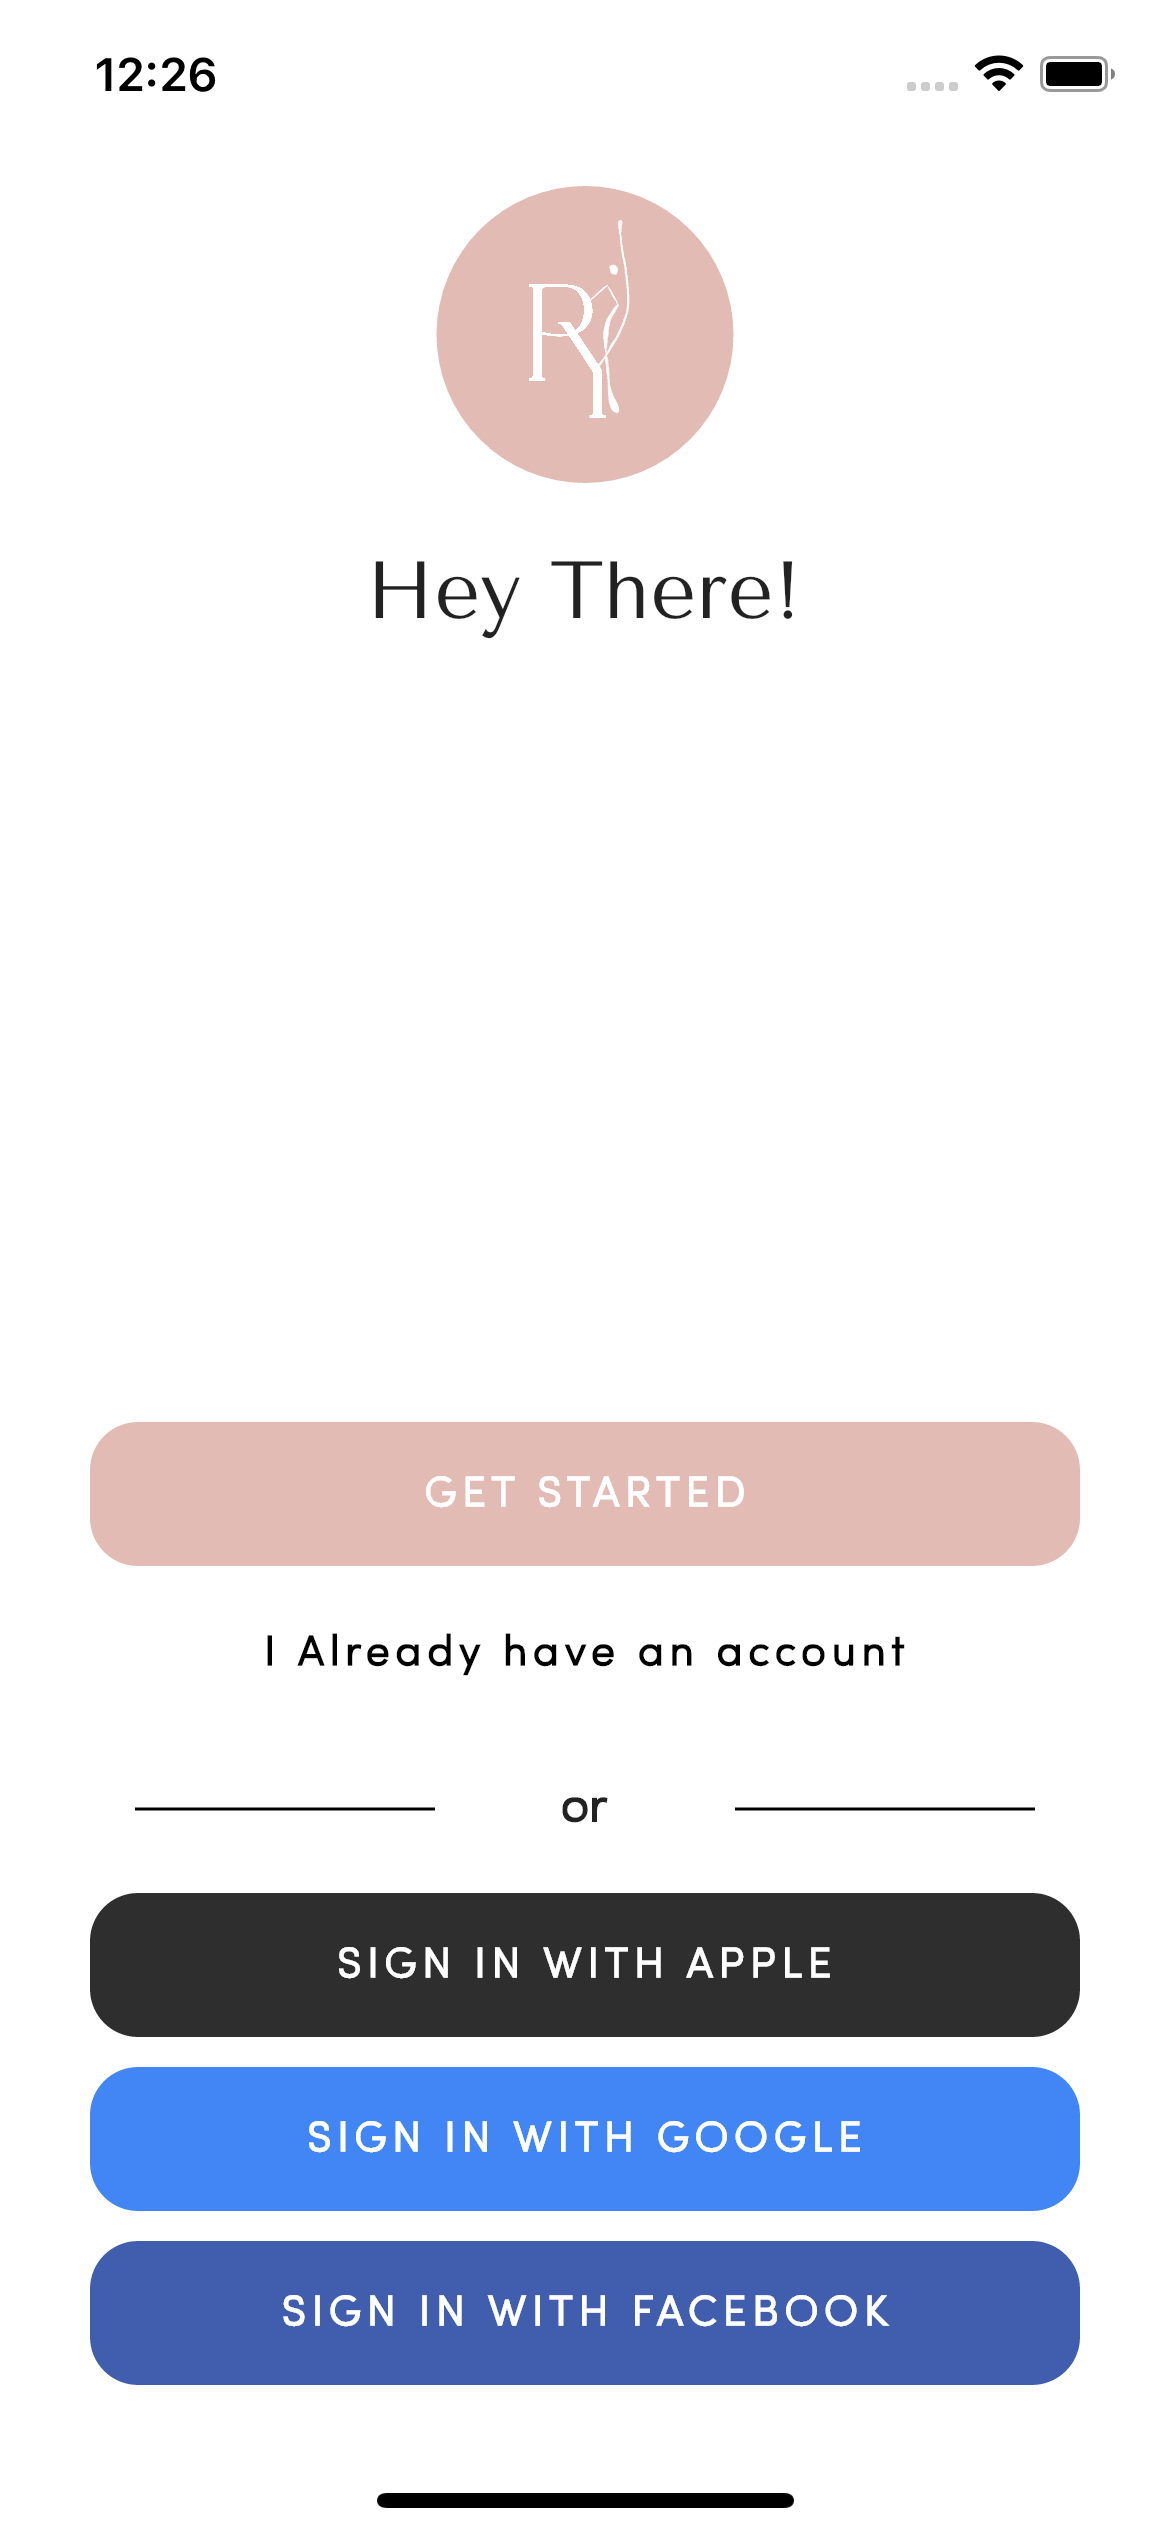 12:26
RY
Hey There!
GET STARTED
I Already have an account
or
SIGN IN WITH APPLE
SIGN IN WITH GOOGLE
SIGN IN WITH FACEBOOK